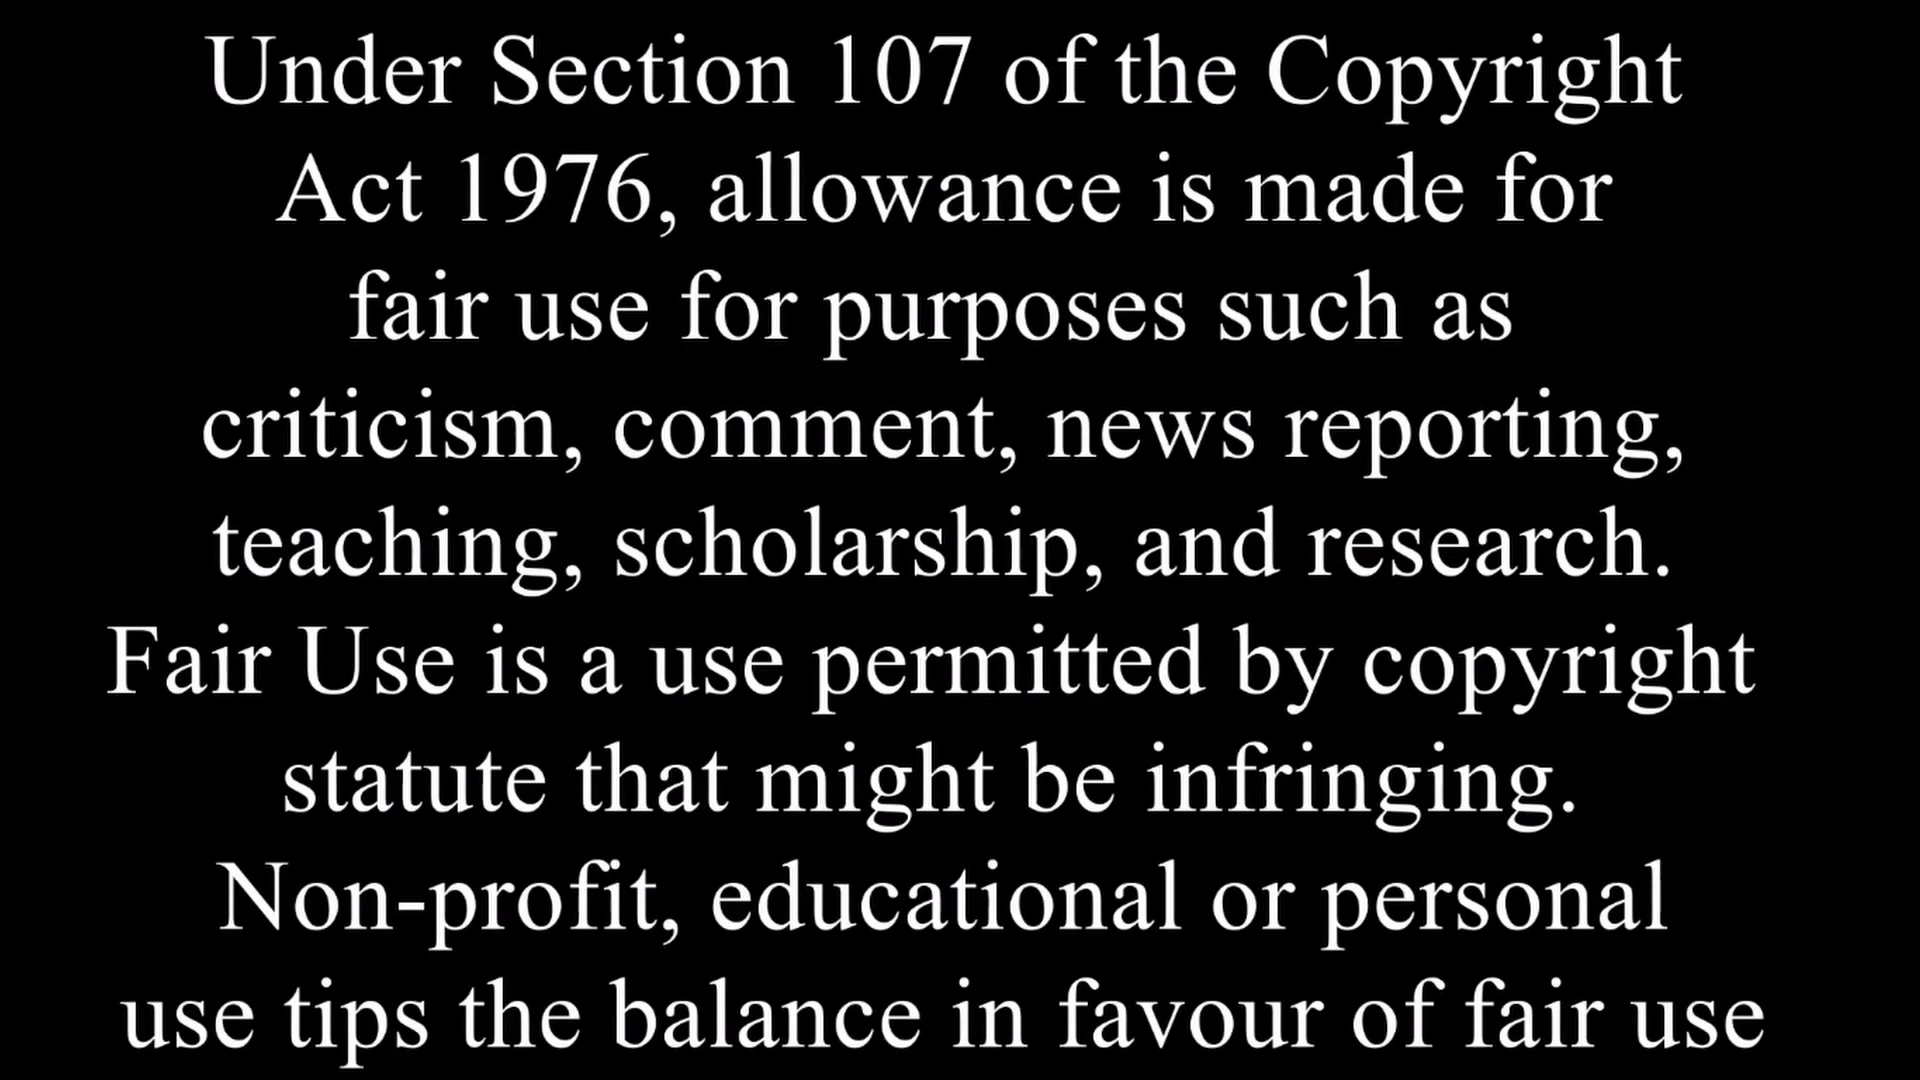 Under Section 107 of the Copyright
Act 1976, allowance is made for
fair use for purposes such as
criticism, comment, news reporting,
teaching, scholarship, and research.
Fair Use is a use permitted by copyright
statute that might be infringing.
Non-profit, educational or personal
use tips the balance in favour of fair use